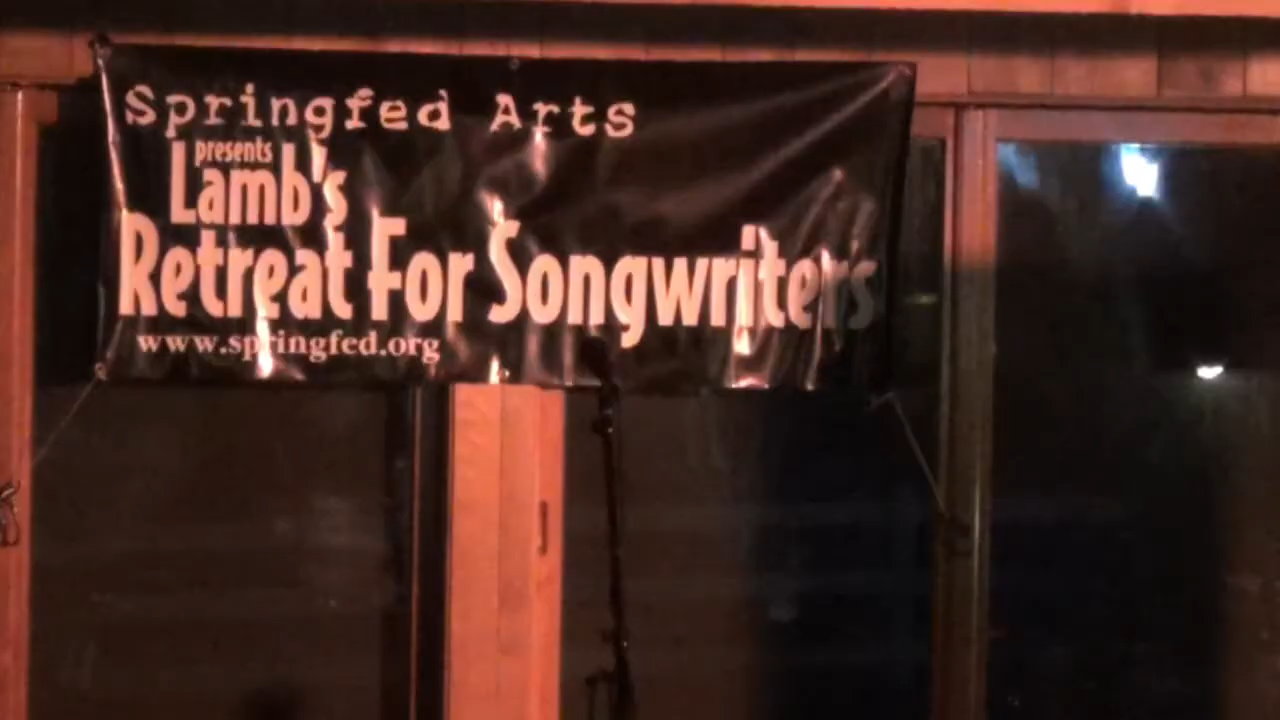 Springfed Arts
presents
Lamb's
Retreat For Songwriters
www.springfed.org